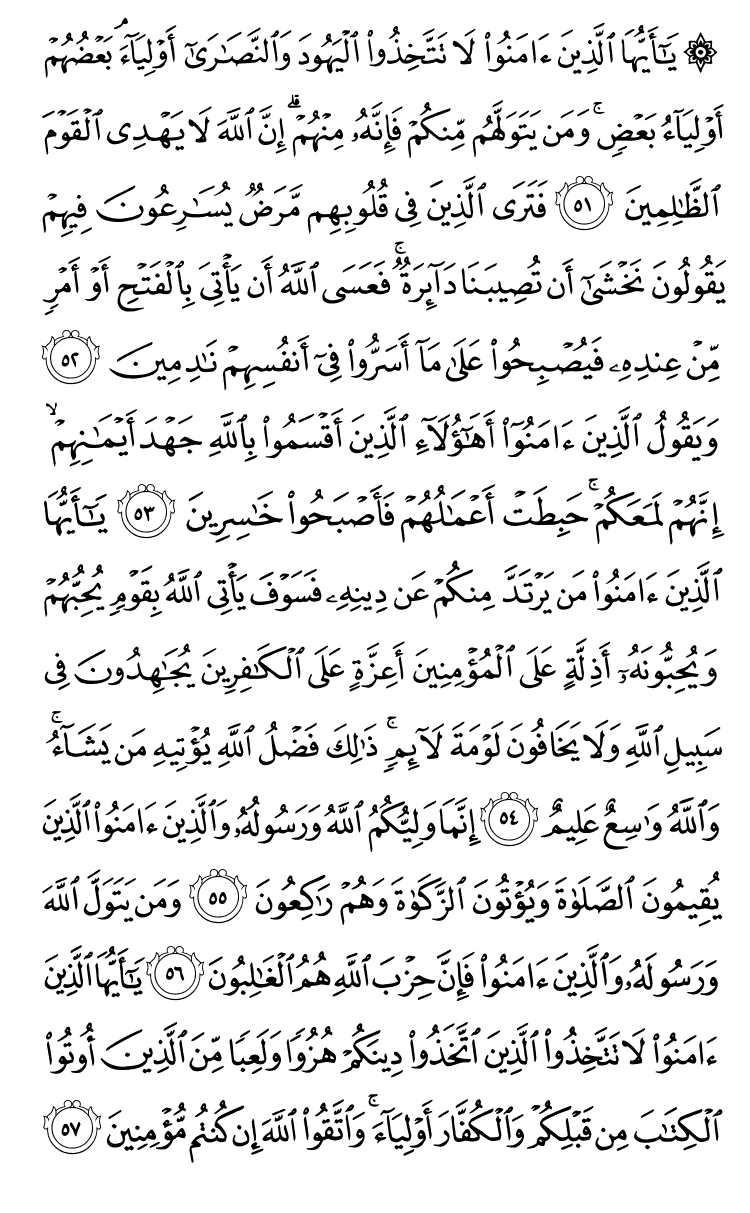 ۞ يَـٰٓأَيُّهَا ٱلَّذِينَ ءَامَنُوا۟ لَا تَتَّخِذُوا۟ ٱلْيَهُودَ وَٱلنَّصَـٰرَىٰٓ أَوْلِيَآءَ ۘ بَعْضُهُمْ
أَوْلِيَآءُ بَعْضٍ ۚ وَمَن يَتَوَلَّهُم مِّنكُمْ فَإِنَّهُۥ مِنْهُمْ ۗ إِنَّ ٱللَّهَ لَا يَهْدِى ٱلْقَوْمَ
ٱلظَّـٰلِمِينَ ٥١ فَتَرَى ٱلَّذِينَ فِى قُلُوبِهِم مَّرَضٌ يُسَـٰرِعُونَ فِيهِمْ
يَقُولُونَ نَخْشَىٰٓ أَن تُصِيبَنَا دَآئِرَةٌ ۚ فَعَسَى ٱللَّهُ أَن يَأْتِىَ بِٱلْفَتْحِ أَوْ أَمْرٍ
مِّنْ عِندِهِۦ فَيُصْبِحُوا۟ عَلَىٰ مَآ أَسَرُّوا۟ فِىٓ أَنفُسِهِمْ نَـٰدِمِينَ ٥٢
وَيَقُولُ ٱلَّذِينَ ءَامَنُوٓا۟ أَهَـٰٓؤُلَآءِ ٱلَّذِينَ أَقْسَمُوا۟ بِٱللَّهِ جَهْدَ أَيْمَـٰنِهِمْ ۙ
إِنَّهُمْ لَمَعَكُمْ ۚ حَبِطَتْ أَعْمَـٰلُهُمْ فَأَصْبَحُوا۟ خَـٰسِرِينَ ٥٣ يَـٰٓأَيُّهَا
ٱلَّذِينَ ءَامَنُوا۟ مَن يَرْتَدَّ مِنكُمْ عَن دِينِهِۦ فَسَوْفَ يَأْتِى ٱللَّهُ بِقَوْمٍ يُحِبُّهُمْ
وَيُحِبُّونَهُۥٓ أَذِلَّةٍ عَلَى ٱلْمُؤْمِنِينَ أَعِزَّةٍ عَلَى ٱلْكَـٰفِرِينَ يُجَـٰهِدُونَ فِى
سَبِيلِ ٱللَّهِ وَلَا يَخَافُونَ لَوْمَةَ لَآئِمٍ ۚ ذَٰلِكَ فَضْلُ ٱللَّهِ يُؤْتِيهِ مَن يَشَآءُ ۚ
وَٱللَّهُ وَٰسِعٌ عَلِيمٌ ٥٤ إِنَّمَا وَلِيُّكُمُ ٱللَّهُ وَرَسُولُهُۥ وَٱلَّذِينَ ءَامَنُوا۟ ٱلَّذِينَ
يُقِيمُونَ ٱلصَّلَوٰةَ وَيُؤْتُونَ ٱلزَّكَوٰةَ وَهُمْ رَٰكِعُونَ ٥٥ وَمَن يَتَوَلَّ ٱللَّهَ
وَرَسُولَهُۥ وَٱلَّذِينَ ءَامَنُوا۟ فَإِنَّ حِزْبَ ٱللَّهِ هُمُ ٱلْغَـٰلِبُونَ ٥٦ يَـٰٓأَيُّهَا ٱلَّذِينَ
ءَامَنُوا۟ لَا تَتَّخِذُوا۟ ٱلَّذِينَ ٱتَّخَذُوا۟ دِينَكُمْ هُزُوًا وَلَعِبًا مِّنَ ٱلَّذِينَ أُوتُوا۟
ٱلْكِتَـٰبَ مِن قَبْلِكُمْ وَٱلْكُفَّارَ أَوْلِيَآءَ ۚ وَٱتَّقُوا۟ ٱللَّهَ إِن كُنتُم مُّؤْمِنِينَ ٥٧